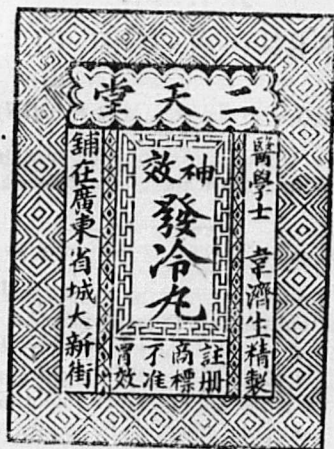 二天堂
醫學士 韋濟生精製
神效
發冷丸
註册
商標
不准
冒效
鋪在廣東省城大新街